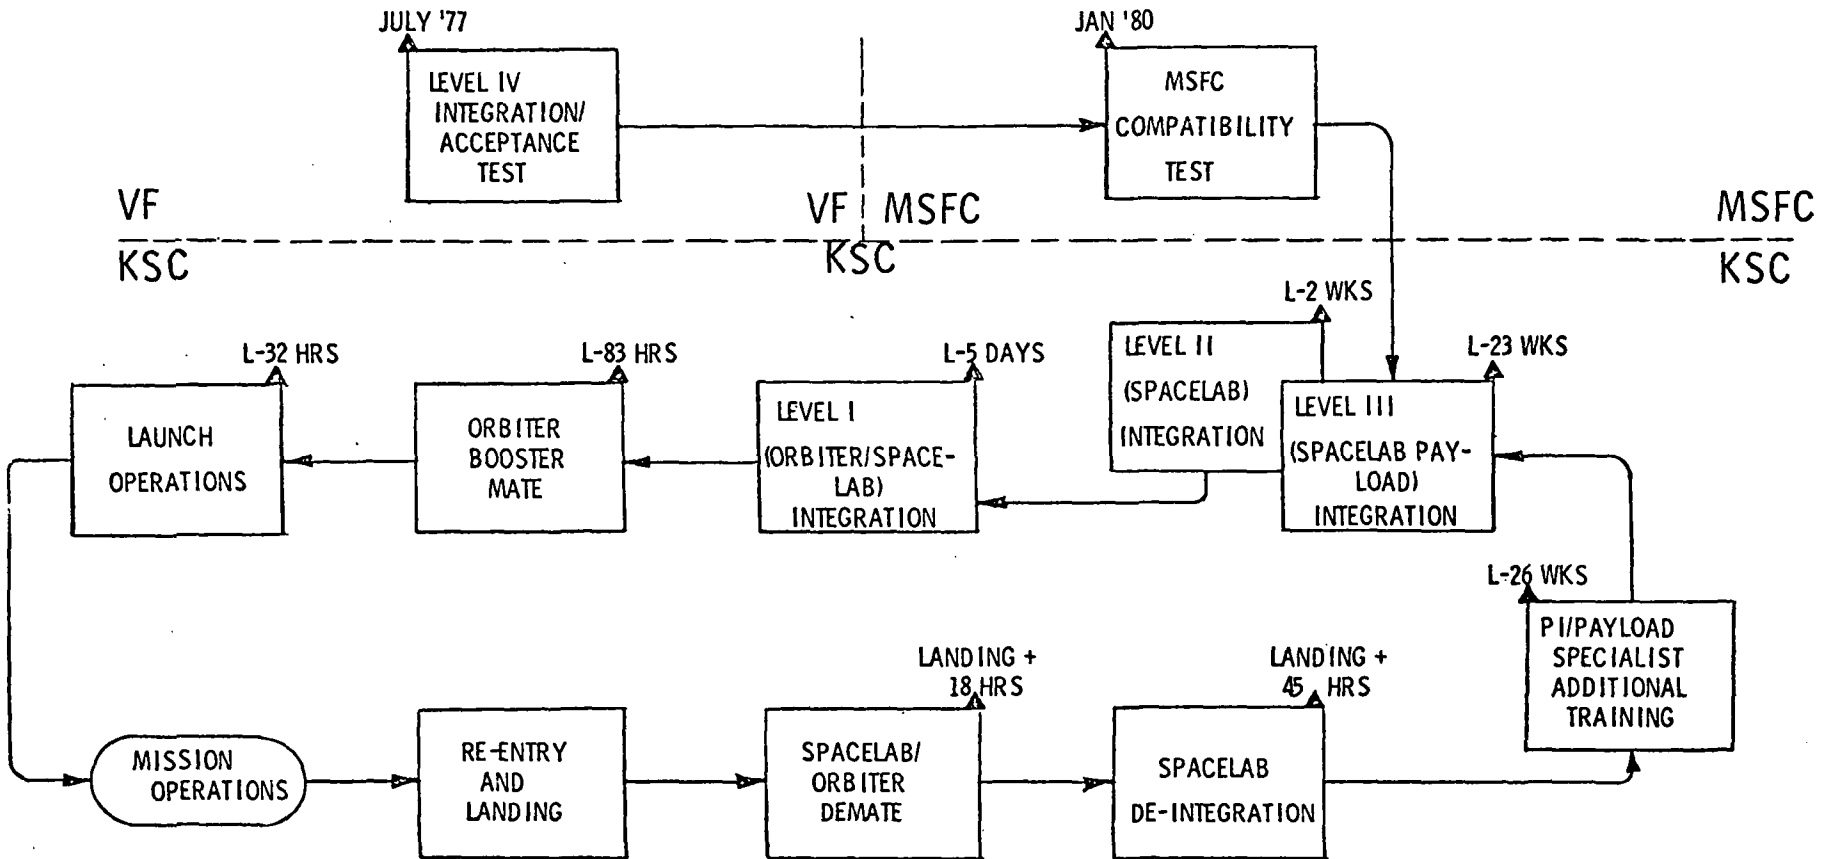 JULY '77
LEVEL IV
INTEGRATION/
ACCEPTANCE
TEST
JAN '80
MSFC
COMPATIBILITY
TEST
VF
VF
MSFC
MSFC
KSC
KSC
KSC
L-32 HRS
LAUNCH
OPERATIONS
L-83 HRS
ORBITER
BOOSTER
MATE
L-5 DAYS
LEVEL I
(ORBITER/SPACE-
LAB)
INTEGRATION
L-2 WKS
LEVEL II
(SPACELAB)
INTEGRATION
L-23 WKS
LEVEL III
(SPACELAB PAY-
LOAD)
INTEGRATION
L-26 WKS
PI/PAYLOAD
SPECIALIST
ADDITIONAL
TRAINING
MISSION
OPERATIONS
RE-ENTRY
AND
LANDING
LANDING +
18 HRS
SPACELAB/
ORBITER
DEMATE
LANDING +
45 HRS
SPACELAB
DE-INTEGRATION